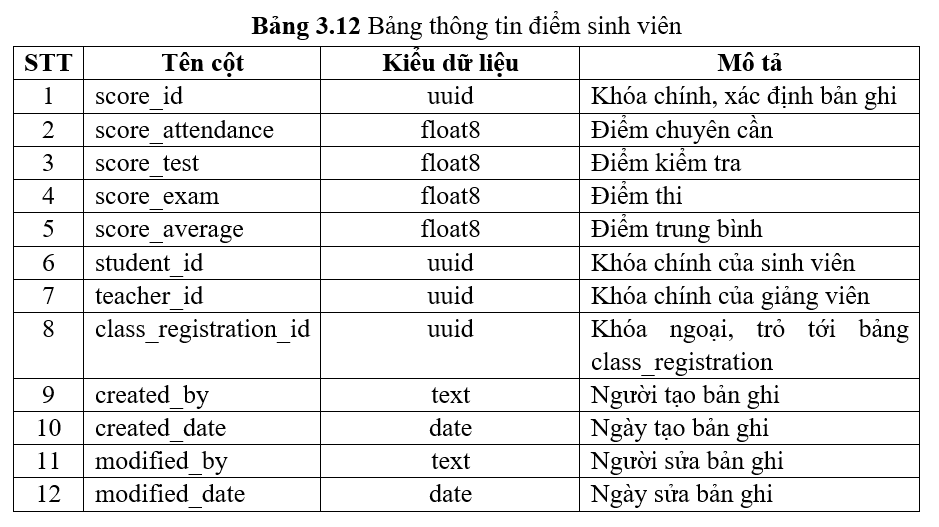 Bảng 3.12 Bảng thông tin điểm sinh viên
STT Tên cột Kiểu dữ liệu Mô tả
1 score_id uuid Khóa chính, xác định bản ghi
2 score_attendance float8 Điểm chuyên cần
3 score_test float8 Điểm kiểm tra
4 score_exam float8 Điểm thi
5 score_average float8 Điểm trung bình
6 student_id uuid Khóa chính của sinh viên
7 teacher_id uuid Khóa chính của giảng viên
8 class_registration_id uuid Khóa ngoại, trỏ tới bảng
class_registration
9 created_by text Người tạo bản ghi
10 created_date date Ngày tạo bản ghi
11 modified_by text Người sửa bản ghi
12 modified_date date Ngày sửa bản ghi